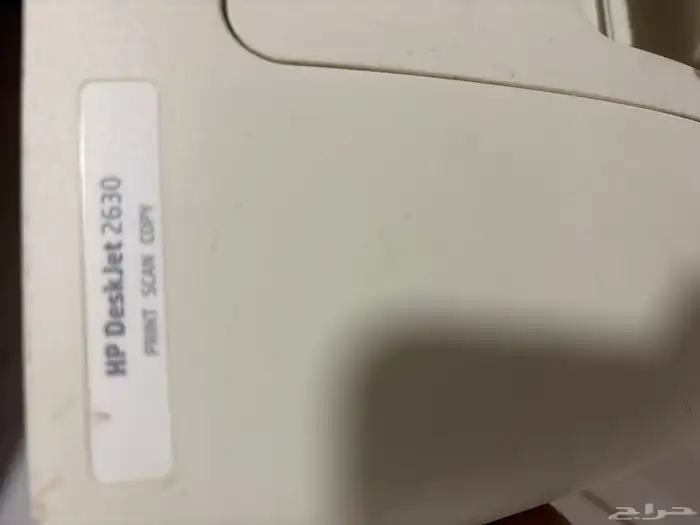 HP DeskJet 2630
PRINT SCAN COPY
حراج